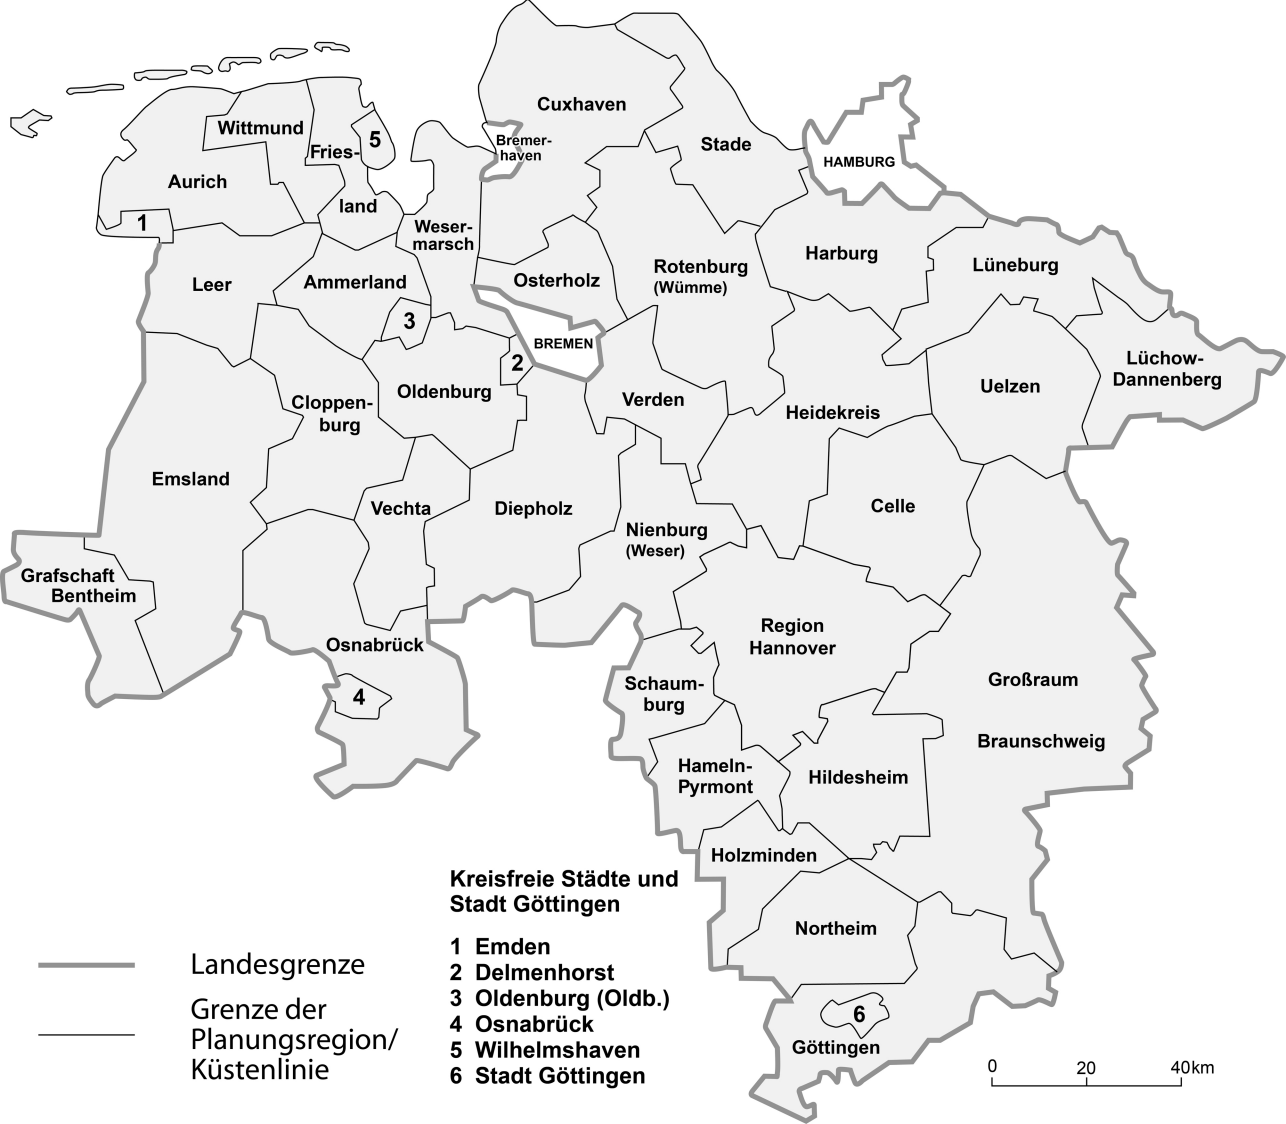 Cuxhaven
Wittmund
5
Bremer-
haven
Stade
HAMBURG
Fries-
land
Aurich
1
Weser-
marsch
Harburg
Lüneburg
Leer
Ammerland
Osterholz
Rotenburg
(Wümme)
3
BREMEN
2
Lüchow-
Dannenberg
Uelzen
Oldenburg
Verden
Heidekreis
Cloppen-
burg
Emsland
Vechta
Diepholz
Celle
Nienburg
(Weser)
Grafschaft
Bentheim
Region
Hannover
Osnabrück
4
Schaum-
burg
Großraum
Braunschweig
Hameln-
Pyrmont
Hildesheim
Holzminden
Northeim
6
Göttingen
Kreisfreie Städte und
Stadt Göttingen
1 Emden
2 Delmenhorst
3 Oldenburg (Oldb.)
4 Osnabrück
5 Wilhelmshaven
6 Stadt Göttingen
Landesgrenze
Grenze der
Planungsregion/
Küstenlinie
0 20 40km